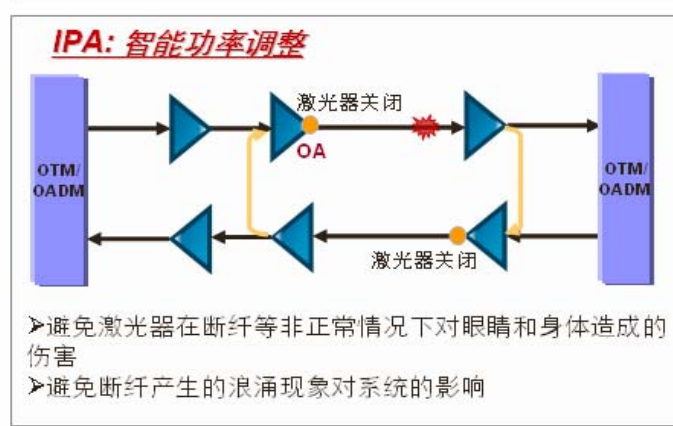 IPA: 智能功率调整
激光器关闭
OTM/
OADM
OA
OTM/
OADM
激光器关闭
➢避免激光器在断纤等非正常情况下对眼睛和身体造成的
伤害
➢避免断纤产生的浪涌现象对系统的影响